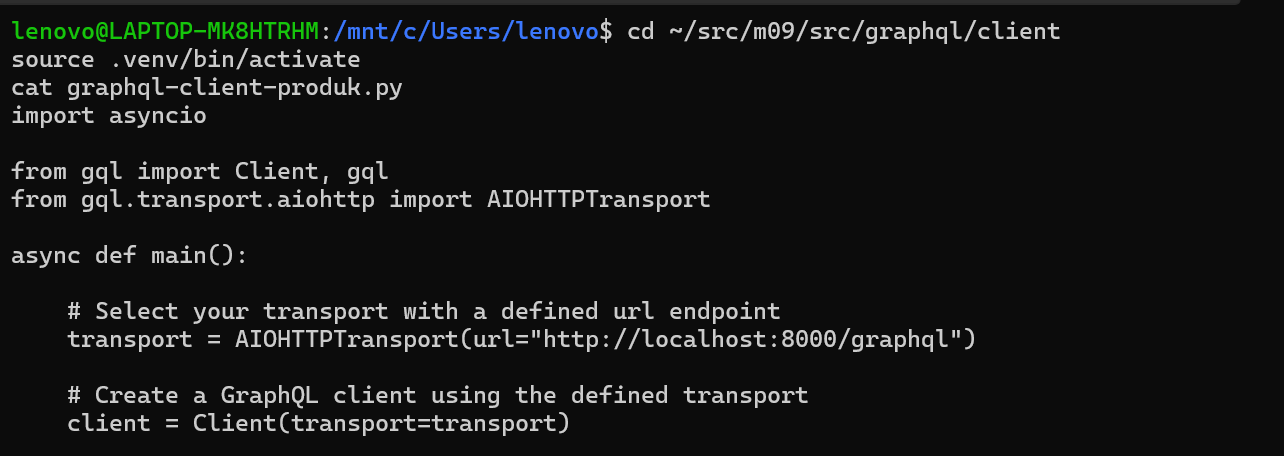 lenovo@LAPTOP-MK8HTRHM:/mnt/c/Users/lenovo$ cd ~/src/m09/src/graphql/client
source .venv/bin/activate
cat graphql-client-produk.py
import asyncio

from gql import Client, gql
from gql.transport.aiohttp import AIOHTTPTransport

async def main():

    # Select your transport with a defined url endpoint
    transport = AIOHTTPTransport(url="http://localhost:8000/graphql")

    # Create a GraphQL client using the defined transport
    client = Client(transport=transport)